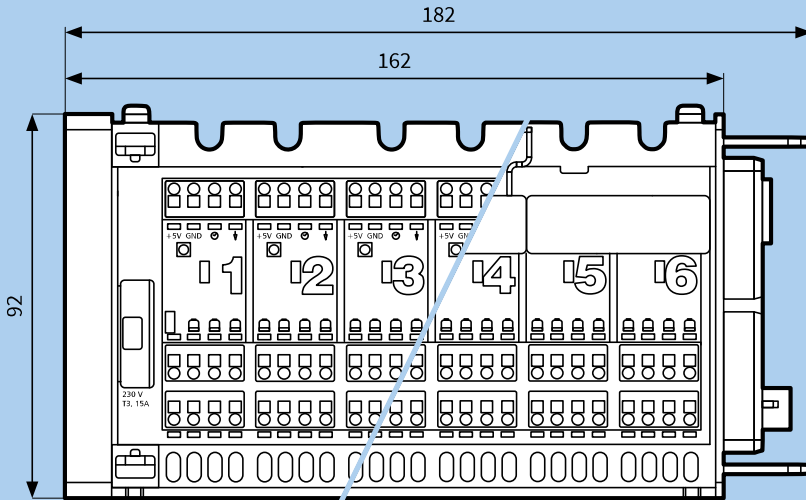 182
162
92
+5V GND
+5V GND
+5V GND
+5V GND
1 2 3 4 5 6
230 V
T3, 15A